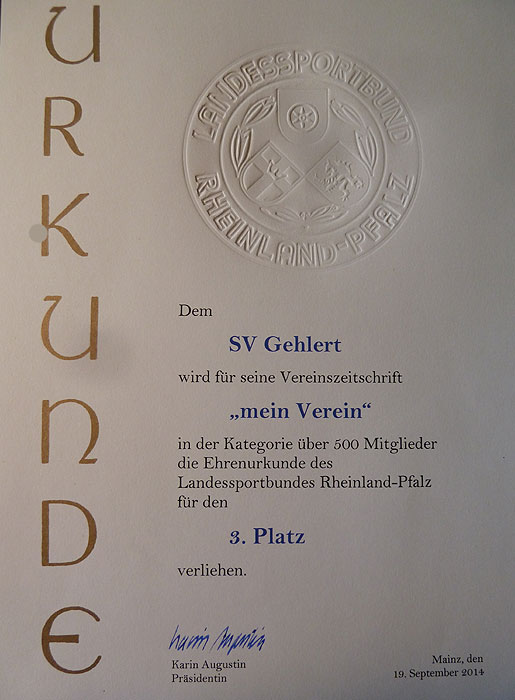 URKUNDE
LANDESSPORTBUND
RHEINLAND-PFALZ
Dem
SV Gehlert
wird für seine Vereinszeitschrift
„mein Verein“
in der Kategorie über 500 Mitglieder
die Ehrenurkunde des
Landessportbundes Rheinland-Pfalz
für den
3. Platz
verliehen.
Karin Augustin
Karin Augustin
Präsidentin
Mainz, den
19. September 2014